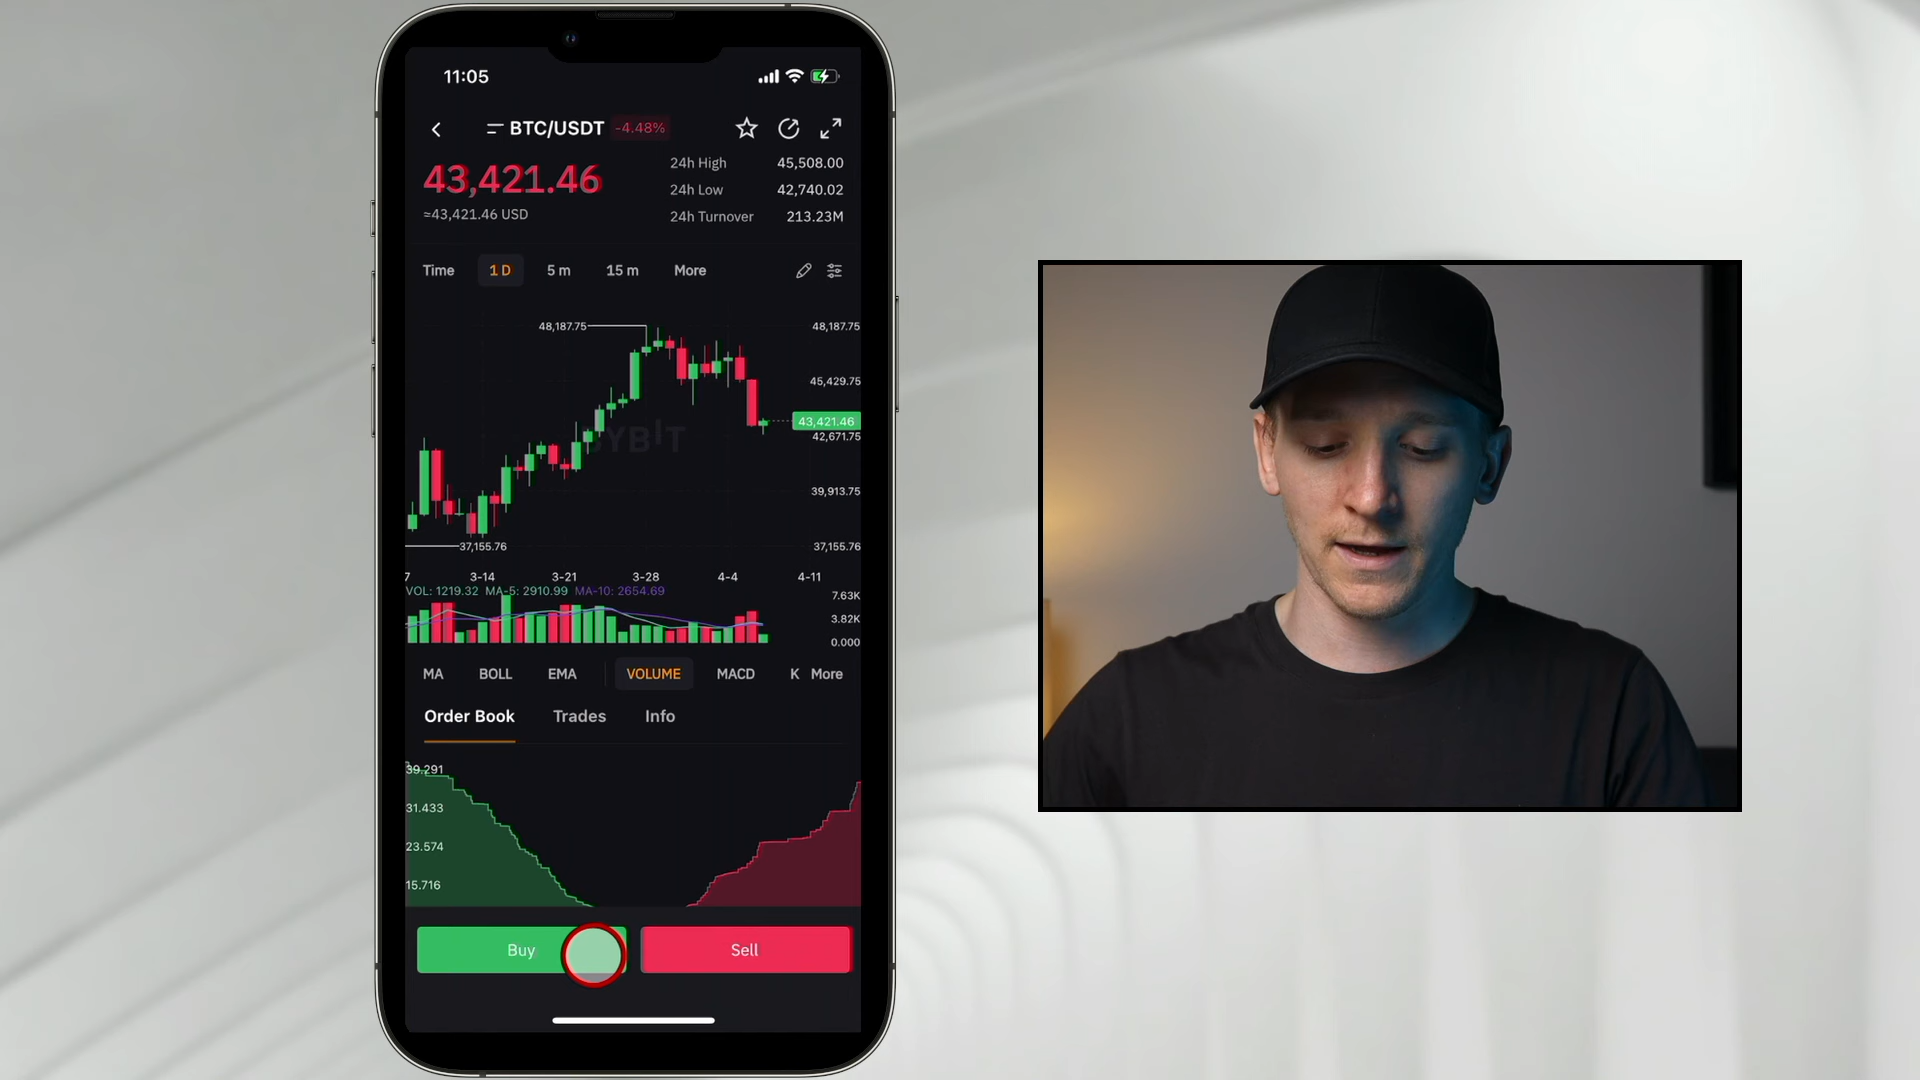 11:05
BTC/USDT -4.48%
43,421.46
≈43,421.46 USD
24h High 45,508.00
24h Low 42,740.02
24h Turnover 213.23M
Time 1 D 5 m 15 m More
48,187.75 48,187.75
45,429.75
43,421.46
42,671.75
BYBIT
39,913.75
37,155.76 37,155.76
7 3-14 3-21 3-28 4-4 4-11
VOL: 1219.32 MA-5: 2910.99 MA-10: 2654.69
7.63K
3.82K
0.000
MA BOLL EMA VOLUME MACD K More
Order Book Trades Info
39.291
31.433
23.574
15.716
Buy Sell